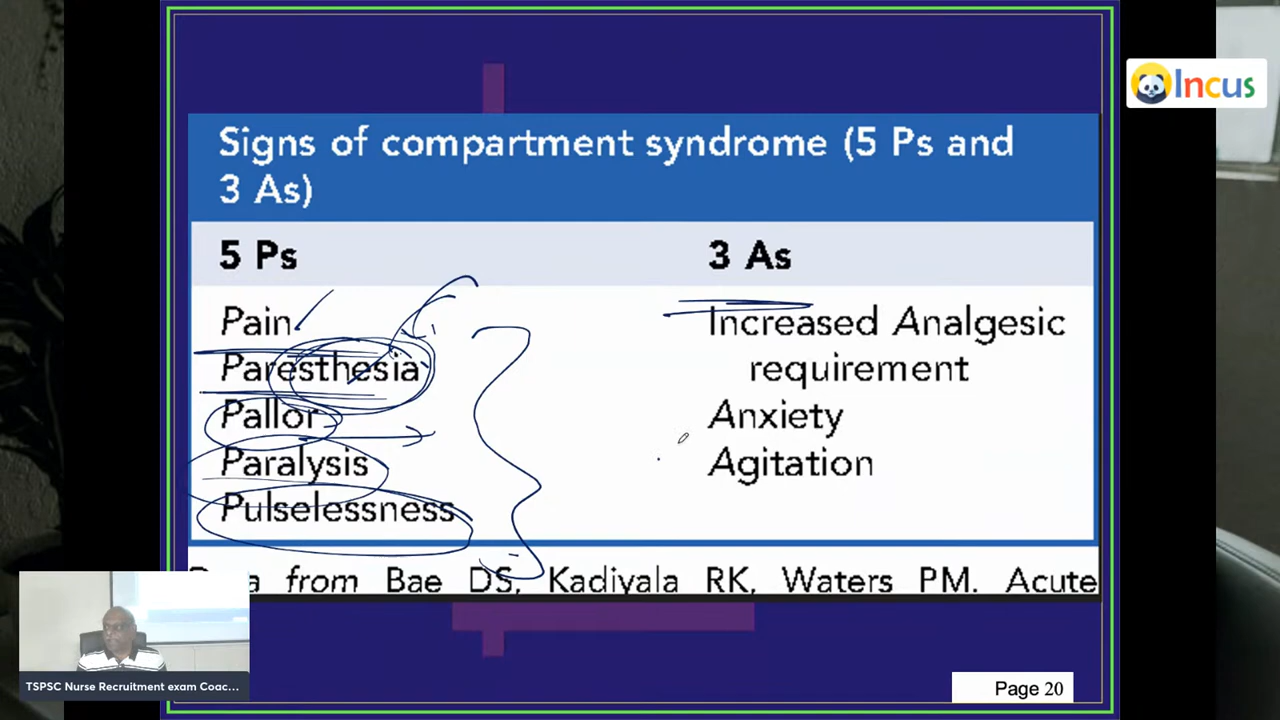 Incus
Signs of compartment syndrome (5 Ps and
3 As)
5 Ps
3 As
Pain
Paresthesia
Pallor
Paralysis
Pulselessness
Increased Analgesic
requirement
Anxiety
Agitation
from Bae DS, Kadiyala RK, Waters PM. Acute
TSPSC Nurse Recruitment exam Coac...
Page 20